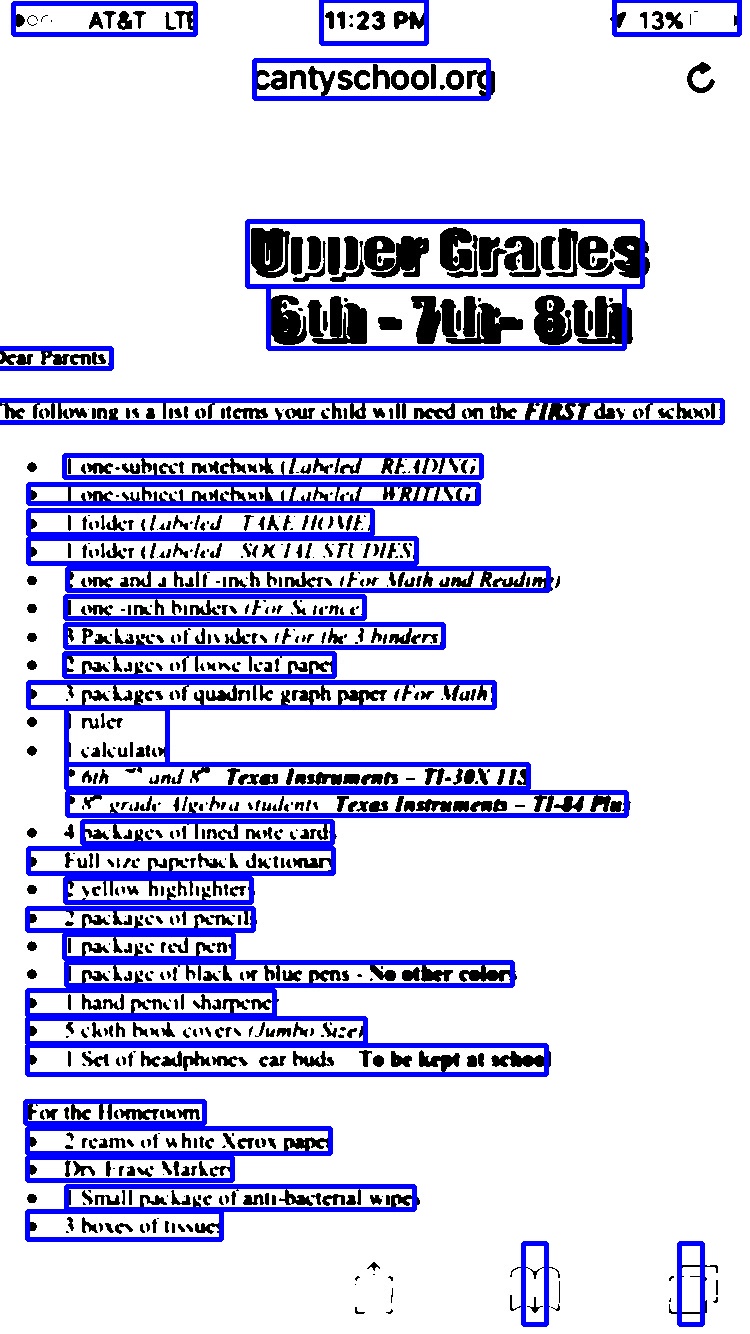 AT&T LTE 11:23 PM 13%
cantyschool.org
Upper Grades
6th - 7th- 8th
Dear Parents
The following is a list of items your child will need on the FIRST day of school
• 1 one-subject notebook (Labeled READING)
• 1 one-subject notebook (Labeled WRITING)
• 1 folder (Labeled TAKE HOME)
• 1 folder (Labeled SOCIAL STUDIES)
• 2 one and a half -inch binders (For Math and Reading)
• 1 one -inch binders (For Science)
• 3 Packages of dividers (For the 3 binders)
• 2 packages of loose leaf paper
• 3 packages of quadrille graph paper (For Math)
• 1 ruler
• 1 calculator
* 6th 7th and 8th Texas Instruments – TI-30X IIS
* 8th grade Algebra students Texas Instruments – TI-84 Plus
• 4 packages of lined note cards
• Full size paperback dictionary
• 2 yellow highlighters
• 2 packages of pencils
• 1 package red pens
• 1 package of black or blue pens - No other colors
• 1 hand pencil sharpener
• 5 cloth book covers (Jumbo Size)
• 1 Set of headphones ear buds To be kept at school
For the Homeroom
• 2 reams of white Xerox paper
• Dry Erase Markers
• 1 Small package of anti-bacterial wipes
• 3 boxes of tissues